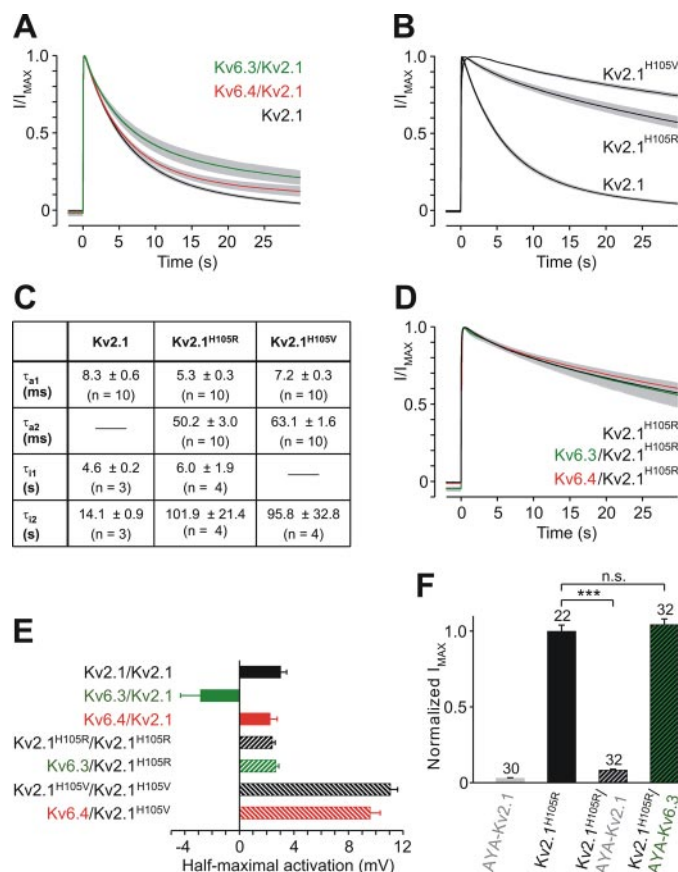 A
I/IMAX
1.0
0.5
0
0 5 10 15 20 25
Time (s)
Kv6.3/Kv2.1
Kv6.4/Kv2.1
Kv2.1
B
I/IMAX
1.0
0.5
0
0 5 10 15 20 25
Time (s)
Kv2.1H105V
Kv2.1H105R
Kv2.1
C
Kv2.1 Kv2.1H105R Kv2.1H105V
τa1 (ms) 8.3 ± 0.6 (n = 10) 5.3 ± 0.3 (n = 10) 7.2 ± 0.3 (n = 10)
τa2 (ms) — 50.2 ± 3.0 (n = 10) 63.1 ± 1.6 (n = 10)
τi1 (s) 4.6 ± 0.2 (n = 3) 6.0 ± 1.9 (n = 4) —
τi2 (s) 14.1 ± 0.9 (n = 3) 101.9 ± 21.4 (n = 4) 95.8 ± 32.8 (n = 4)
D
I/IMAX
1.0
0.5
0
0 5 10 15 20 25
Time (s)
Kv2.1H105R
Kv6.3/Kv2.1H105R
Kv6.4/Kv2.1H105R
E
Kv2.1/Kv2.1
Kv6.3/Kv2.1
Kv6.4/Kv2.1
Kv2.1H105R/Kv2.1H105R
Kv6.3/Kv2.1H105R
Kv2.1H105V/Kv2.1H105V
Kv6.4/Kv2.1H105V
-4 0 4 8 12
Half-maximal activation (mV)
F
Normalized IMAX
1.0
0.5
0
n.s.
***
30 22 32 32
AYA-Kv2.1
Kv2.1H105R
Kv2.1H105R/
AYA-Kv2.1
Kv2.1H105R/
AYA-Kv6.3